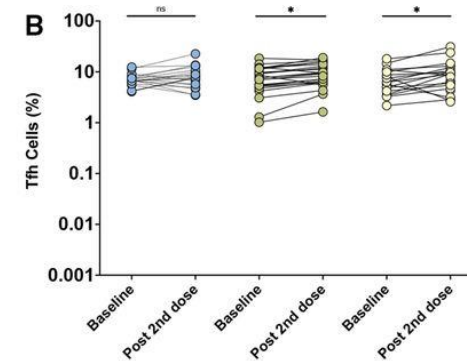 B
ns
*
*
Tfh Cells (%)
100
10
1
0.1
0.01
0.001
Baseline
Post 2nd dose
Baseline
Post 2nd dose
Baseline
Post 2nd dose